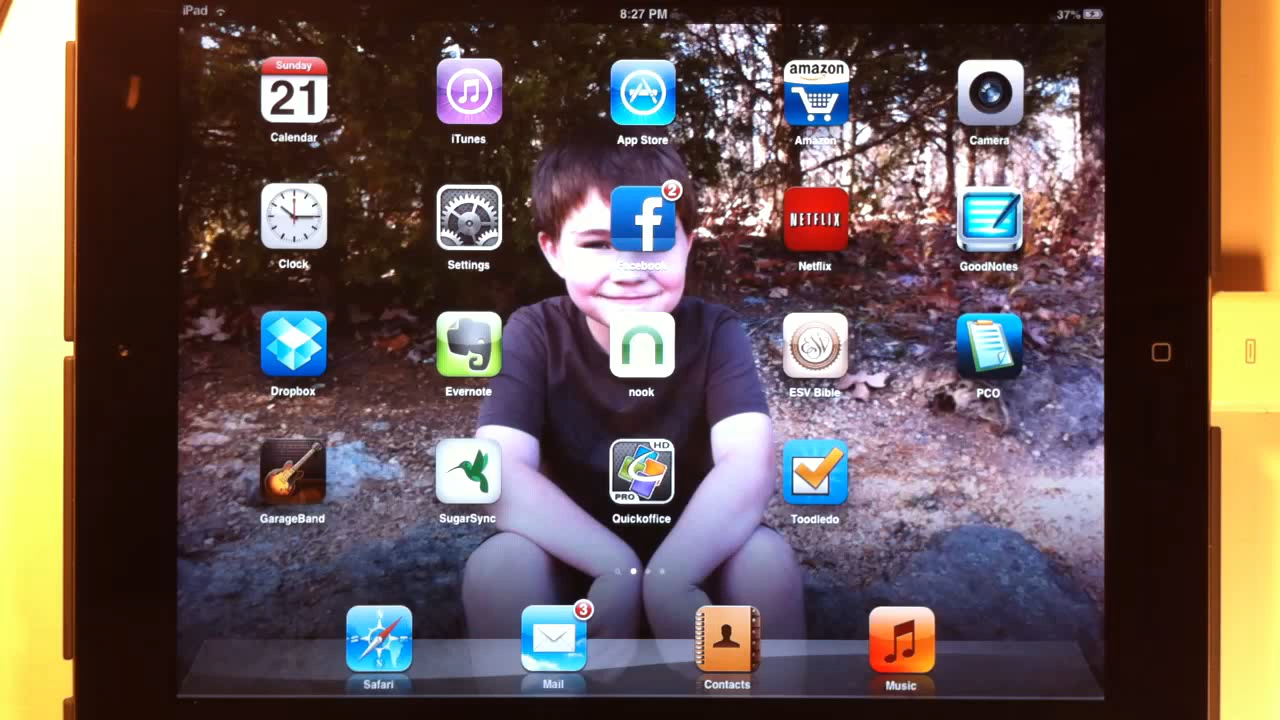 iPad 8:27 PM 37%
Sunday
21
Calendar iTunes App Store amazon Amazon Camera
2
f NETFLIX
Clock Settings Facebook Netflix GoodNotes
n ESV
Dropbox Evernote nook ESV Bible PCO
HD
PRO
GarageBand SugarSync Quickoffice Toodledo
3
Safari Mail Contacts Music